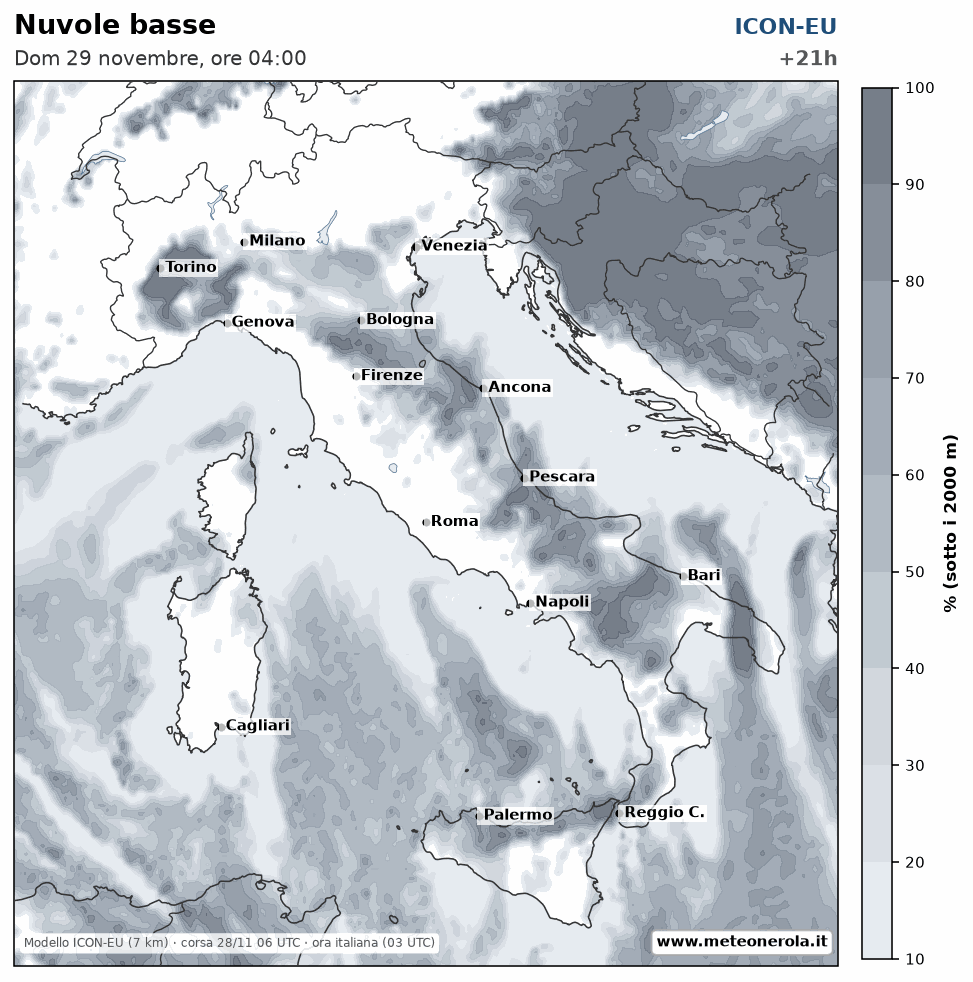 Nuvole basse
ICON-EU
Dom 29 novembre, ore 04:00
+21h
100
90
80
70
60
50
40
30
20
10
% (sotto i 2000 m)
Milano
Venezia
Torino
Genova
Bologna
Firenze
Ancona
Pescara
Roma
Bari
Napoli
Cagliari
Palermo
Reggio C.
Modello ICON-EU (7 km) · corsa 28/11 06 UTC · ora italiana (03 UTC)
www.meteonerola.it